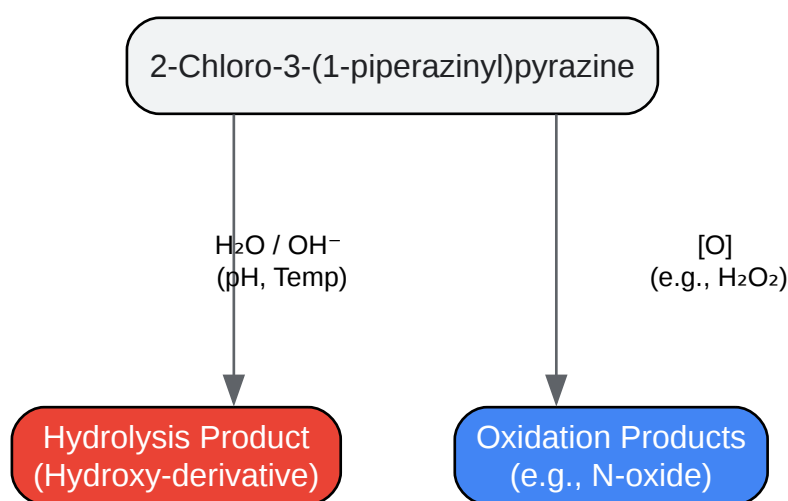 2-Chloro-3-(1-piperazinyl)pyrazine
H₂O / OH⁻
(pH, Temp)
[O]
(e.g., H₂O₂)
Hydrolysis Product
(Hydroxy-derivative)
Oxidation Products
(e.g., N-oxide)